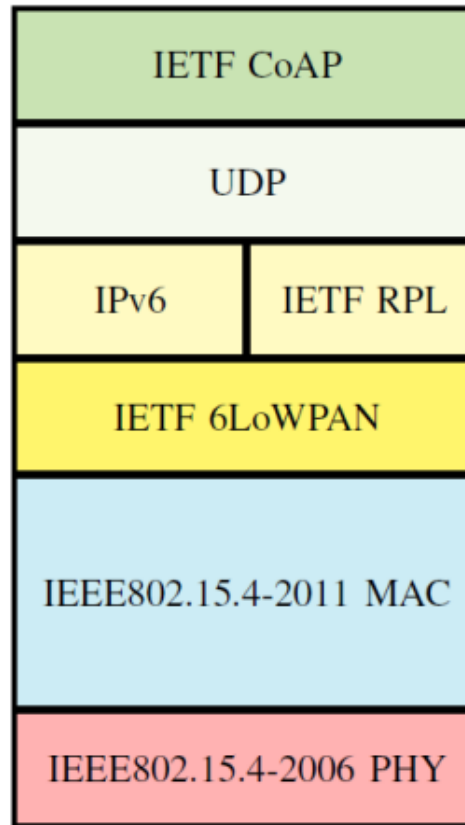 IETF CoAP
UDP
IPv6
IETF RPL
IETF 6LoWPAN
IEEE802.15.4-2011 MAC
IEEE802.15.4-2006 PHY